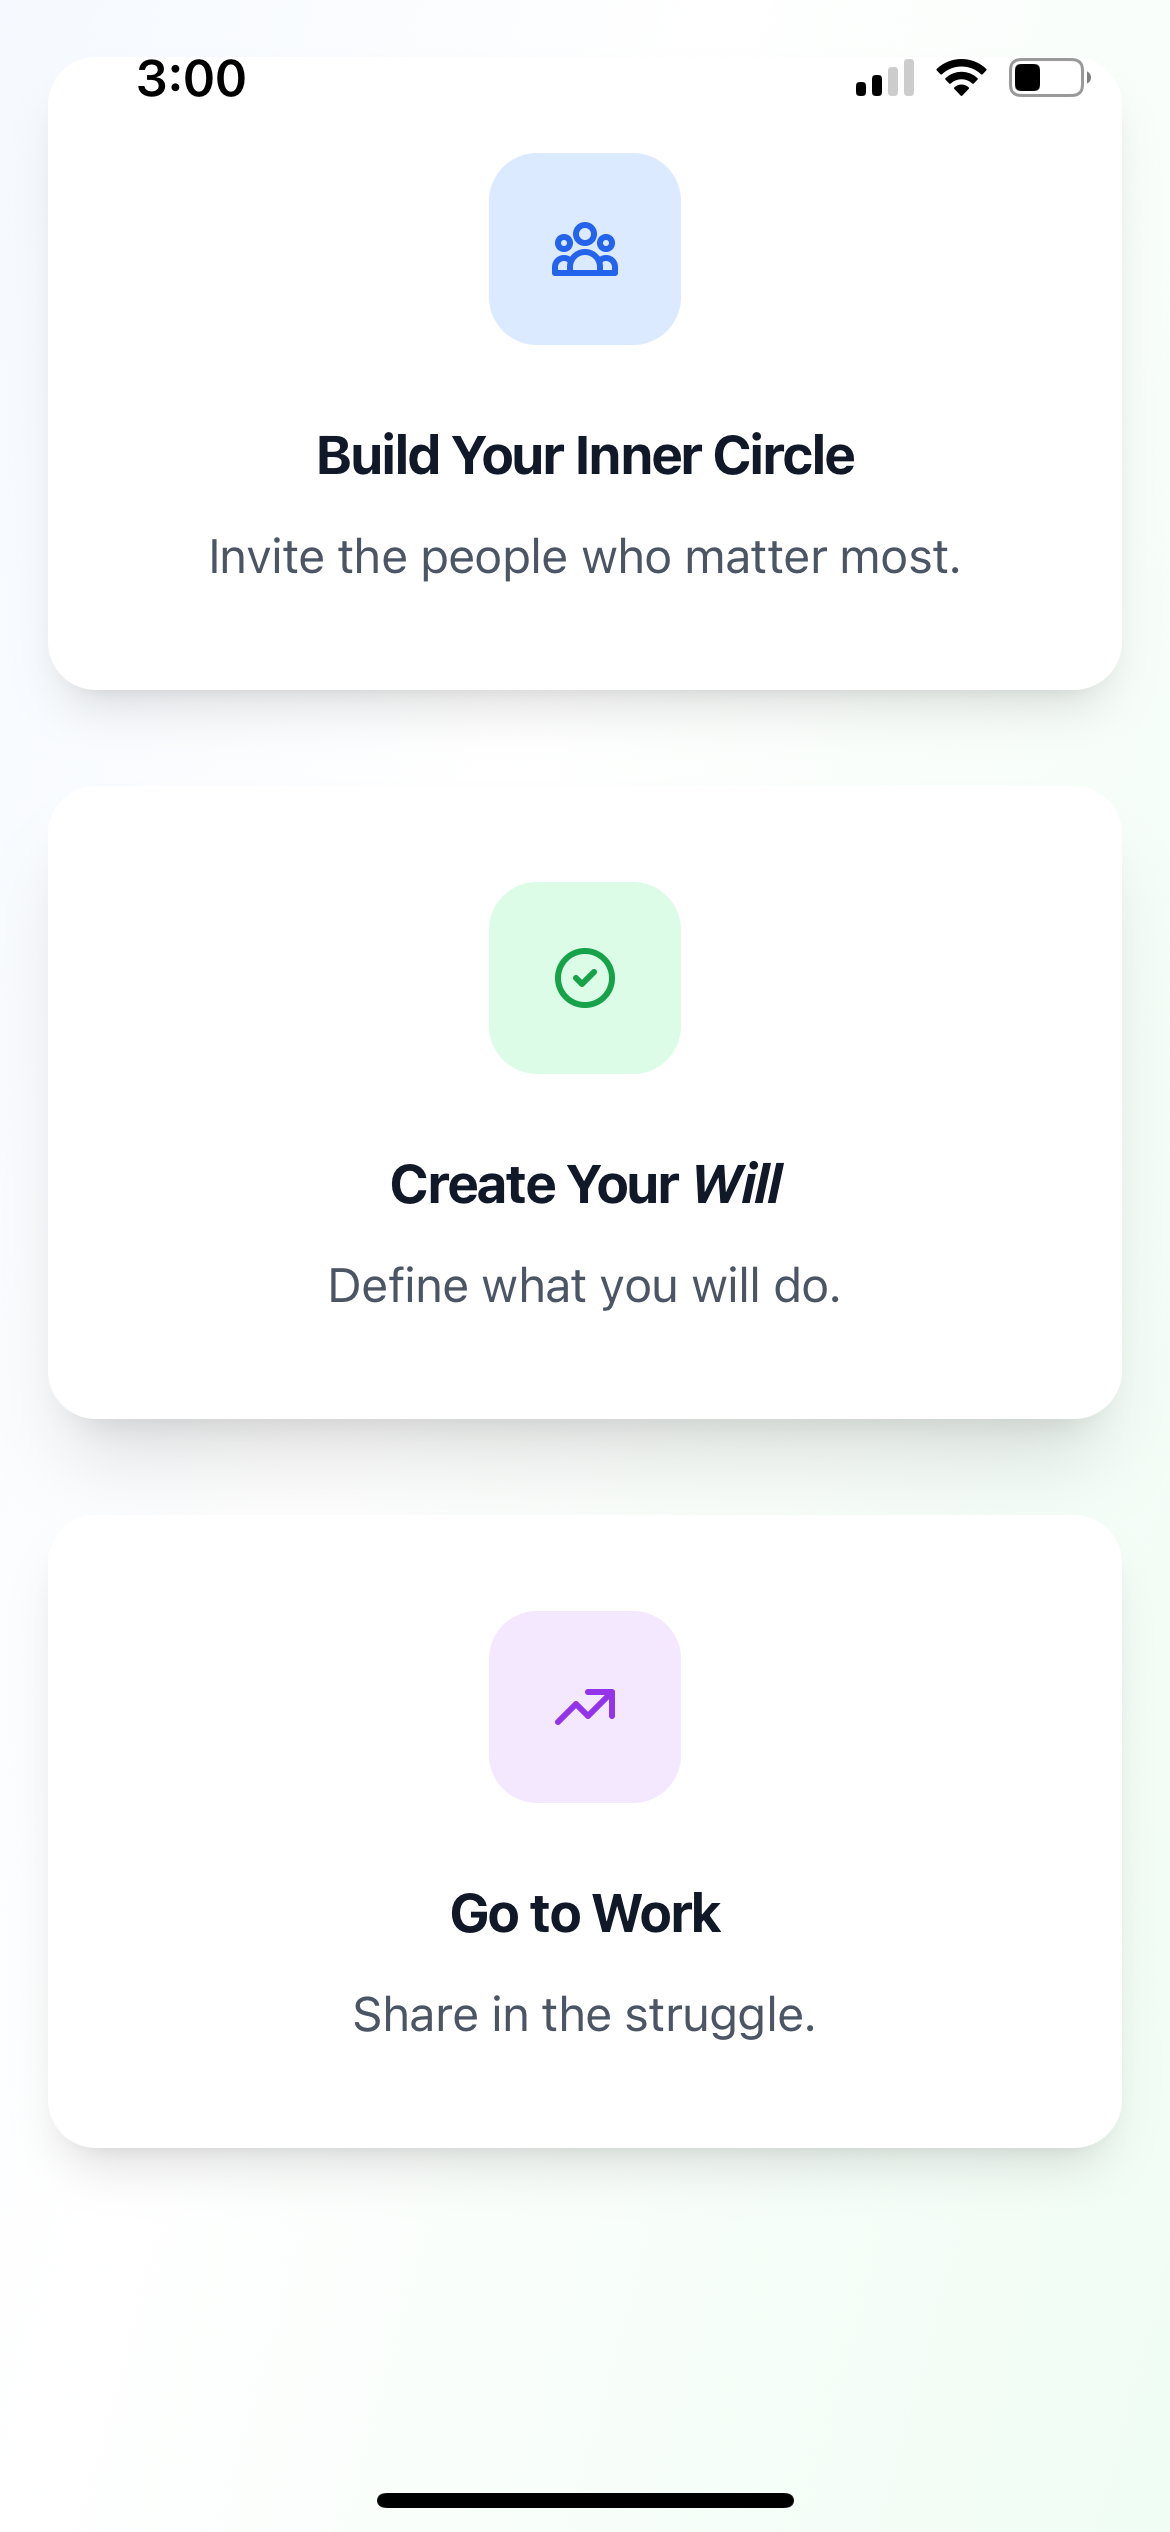 3:00
Build Your Inner Circle
Invite the people who matter most.
Create Your Will
Define what you will do.
Go to Work
Share in the struggle.